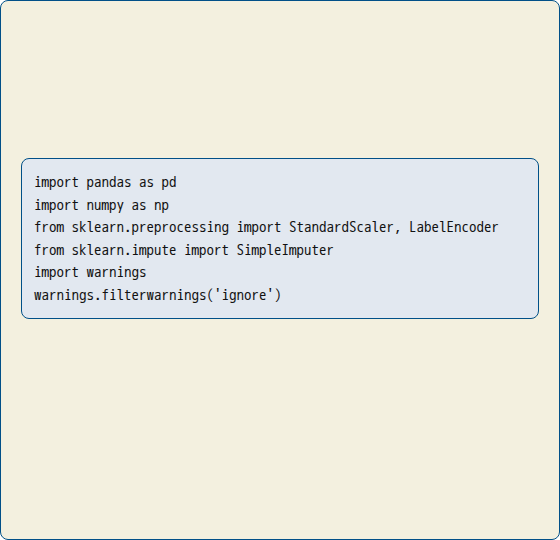 import pandas as pd
import numpy as np
from sklearn.preprocessing import StandardScaler, LabelEncoder
from sklearn.impute import SimpleImputer
import warnings
warnings.filterwarnings('ignore')